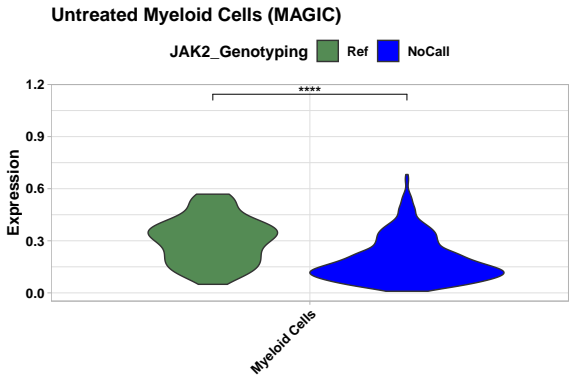 Untreated Myeloid Cells (MAGIC)
JAK2_Genotyping Ref NoCall
1.2
****
0.9
0.6
0.3
0.0
Expression
Myeloid Cells